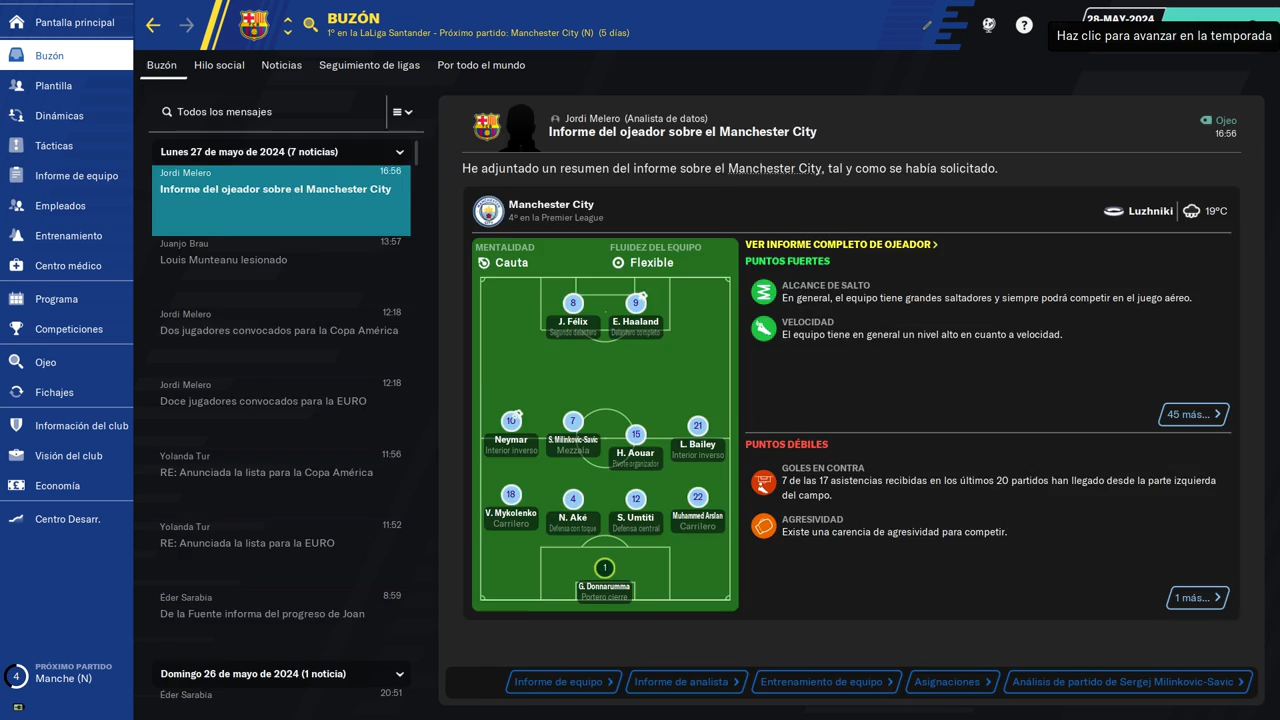 Pantalla principal
Buzón
Plantilla
Dinámicas
Tácticas
Informe de equipo
Empleados
Entrenamiento
Centro médico
Programa
Competiciones
Ojeo
Fichajes
Información del club
Visión del club
Economía
Centro Desarr.
4
PRÓXIMO PARTIDO
Manche (N)
BUZÓN
1º en la LaLiga Santander - Próximo partido: Manchester City (N) (5 días)
28-MAY-2024
Haz clic para avanzar en la temporada
Buzón Hilo social Noticias Seguimiento de ligas Por todo el mundo
Todos los mensajes
Lunes 27 de mayo de 2024 (7 noticias)
Jordi Melero 16:56
Informe del ojeador sobre el Manchester City
Juanjo Brau 13:57
Louis Munteanu lesionado
Jordi Melero 12:18
Dos jugadores convocados para la Copa América
Jordi Melero 12:18
Doce jugadores convocados para la EURO
Yolanda Tur 11:56
RE: Anunciada la lista para la Copa América
Yolanda Tur 11:52
RE: Anunciada la lista para la EURO
Éder Sarabia 8:59
De la Fuente informa del progreso de Joan
Domingo 26 de mayo de 2024 (1 noticia)
Éder Sarabia 20:51
Jordi Melero (Analista de datos)
Informe del ojeador sobre el Manchester City
Ojeo
16:56
He adjuntado un resumen del informe sobre el Manchester City, tal y como se había solicitado.
Manchester City
4º en la Premier League
Luzhniki 19°C
MENTALIDAD FLUIDEZ DEL EQUIPO
Cauta Flexible
8 9
J. Félix E. Haaland
Segundo delantero Delantero completo
10 7 15 21
Neymar S. Milinkovic-Savic H. Aouar L. Bailey
Interior inverso Mezzala Pivote organizador Interior inverso
18 4 12 22
V. Mykolenko N. Aké S. Umtiti Muhammed Arslan
Carrilero Defensa con toque Defensa central Carrilero
1
G. Donnarumma
Portero cierre
VER INFORME COMPLETO DE OJEADOR >
PUNTOS FUERTES
ALCANCE DE SALTO
En general, el equipo tiene grandes saltadores y siempre podrá competir en el juego aéreo.
VELOCIDAD
El equipo tiene en general un nivel alto en cuanto a velocidad.
45 más... >
PUNTOS DÉBILES
GOLES EN CONTRA
7 de las 17 asistencias recibidas en los últimos 20 partidos han llegado desde la parte izquierda
del campo.
AGRESIVIDAD
Existe una carencia de agresividad para competir.
1 más... >
Informe de equipo > Informe de analista > Entrenamiento de equipo > Asignaciones > Análisis de partido de Sergej Milinkovic-Savic >